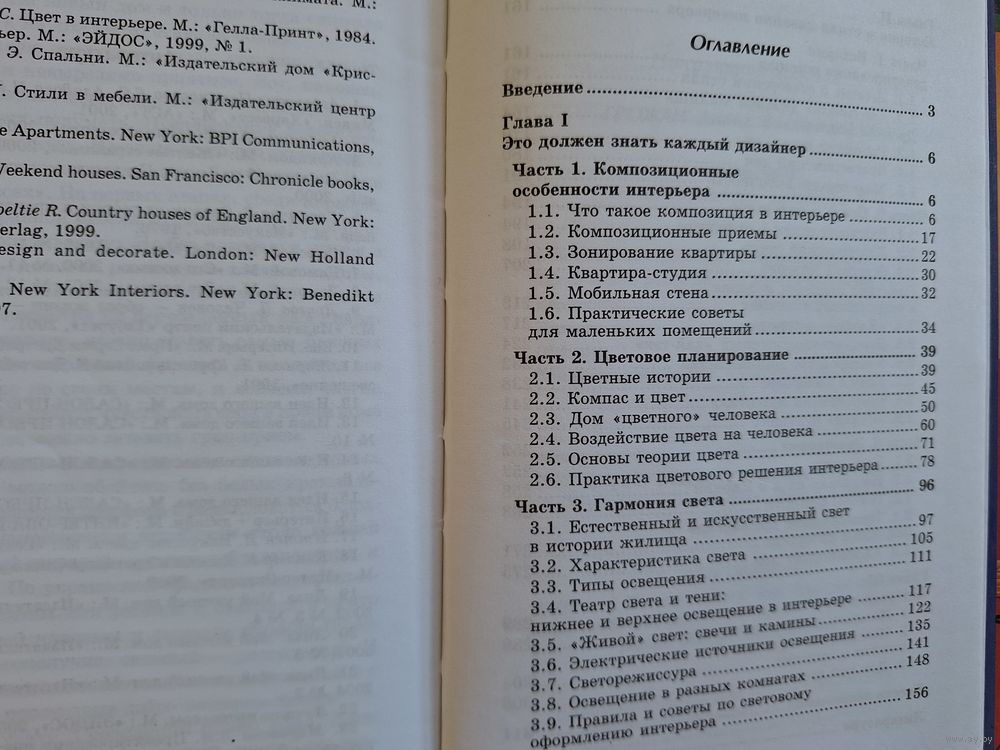 С. Цвет в интерьере. М.: «Гелла-Принт», 1984.
М.: «ЭЙДОС», 1999, № 1.
Э. Спальни. М.: «Издательский дом «Крис-
Стили в мебели. М.: «Издательский центр
Apartments. New York: BPI Communications,
Weekend houses. San Francisco: Chronicle books,
R. Country houses of England. New York:
1999.
and decorate. London: New Holland
New York Interiors. New York: Benedikt
Оглавление
Введение 3
Глава I
Это должен знать каждый дизайнер 6
Часть 1. Композиционные
особенности интерьера 6
1.1. Что такое композиция в интерьере 6
1.2. Композиционные приемы 17
1.3. Зонирование квартиры 22
1.4. Квартира-студия 30
1.5. Мобильная стена 32
1.6. Практические советы
для маленьких помещений 34
Часть 2. Цветовое планирование 39
2.1. Цветные истории 39
2.2. Компас и цвет 45
2.3. Дом «цветного» человека 50
2.4. Воздействие цвета на человека 60
2.5. Основы теории цвета 71
2.6. Практика цветового решения интерьера 78
Часть 3. Гармония света 96
3.1. Естественный и искусственный свет
в истории жилища 97
3.2. Характеристика света 105
3.3. Типы освещения 111
3.4. Театр света и тени:
нижнее и верхнее освещение в интерьере 117
3.5. «Живой» свет: свечи и камины 122
3.6. Электрические источники освещения 135
3.7. Светорежиссура 141
3.8. Освещение в разных комнатах 148
3.9. Правила и советы по световому
оформлению интерьера 156